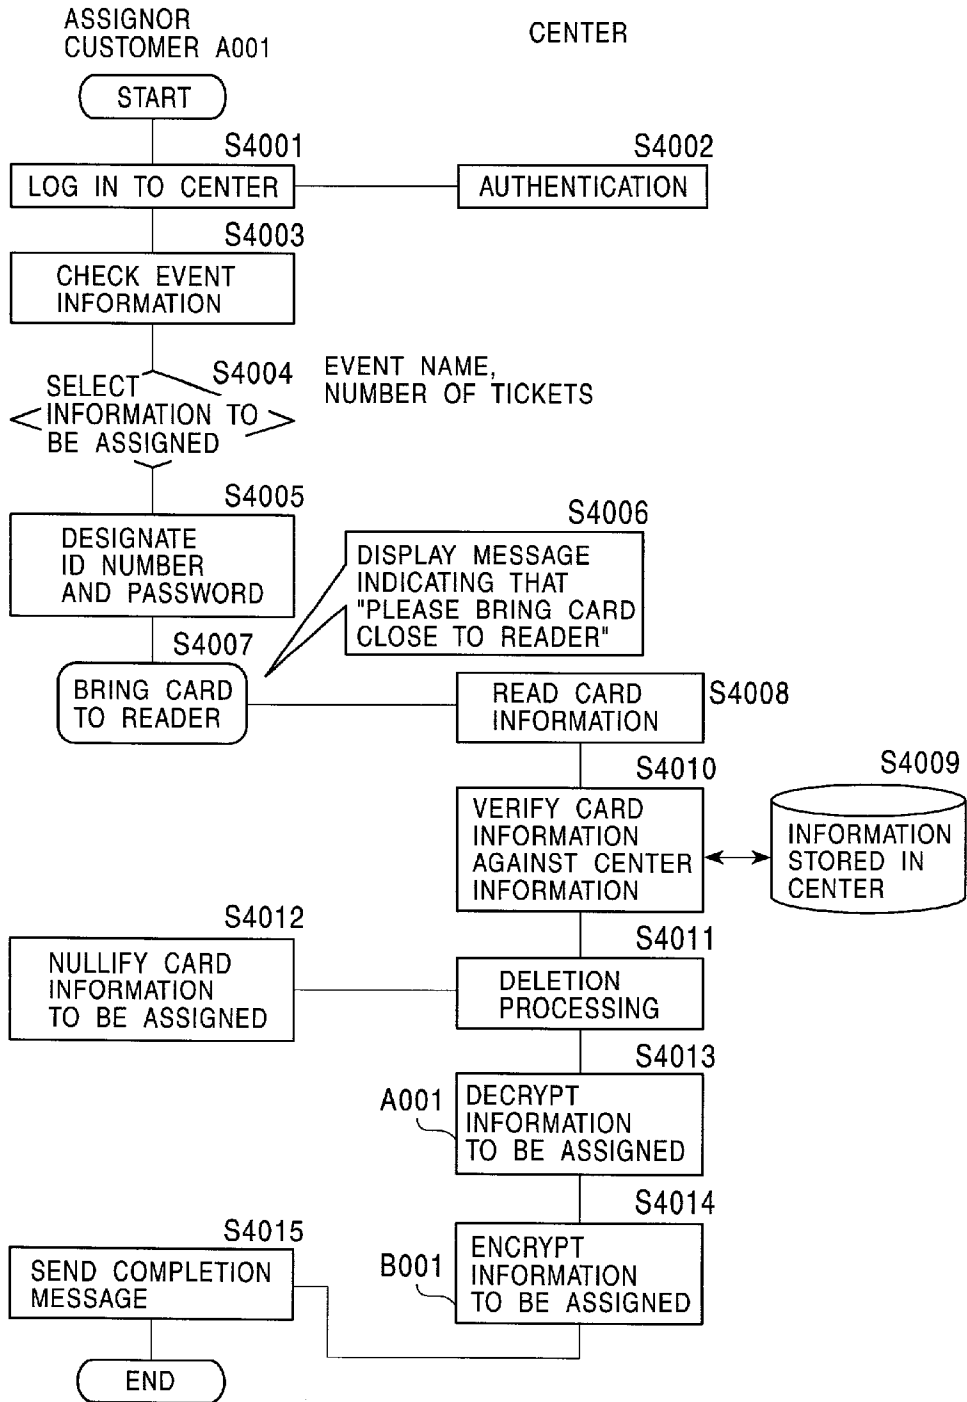 ASSIGNOR
CUSTOMER A001
CENTER
START
S4001
LOG IN TO CENTER
S4002
AUTHENTICATION
S4003
CHECK EVENT
INFORMATION
S4004
SELECT
INFORMATION TO
BE ASSIGNED
EVENT NAME,
NUMBER OF TICKETS
S4005
DESIGNATE
ID NUMBER
AND PASSWORD
S4006
DISPLAY MESSAGE
INDICATING THAT
"PLEASE BRING CARD
CLOSE TO READER"
S4007
BRING CARD
TO READER
READ CARD
INFORMATION
S4008
S4010
VERIFY CARD
INFORMATION
AGAINST CENTER
INFORMATION
S4009
INFORMATION
STORED IN
CENTER
S4012
NULLIFY CARD
INFORMATION
TO BE ASSIGNED
S4011
DELETION
PROCESSING
S4013
A001
DECRYPT
INFORMATION
TO BE ASSIGNED
S4014
B001
ENCRYPT
INFORMATION
TO BE ASSIGNED
S4015
SEND COMPLETION
MESSAGE
END